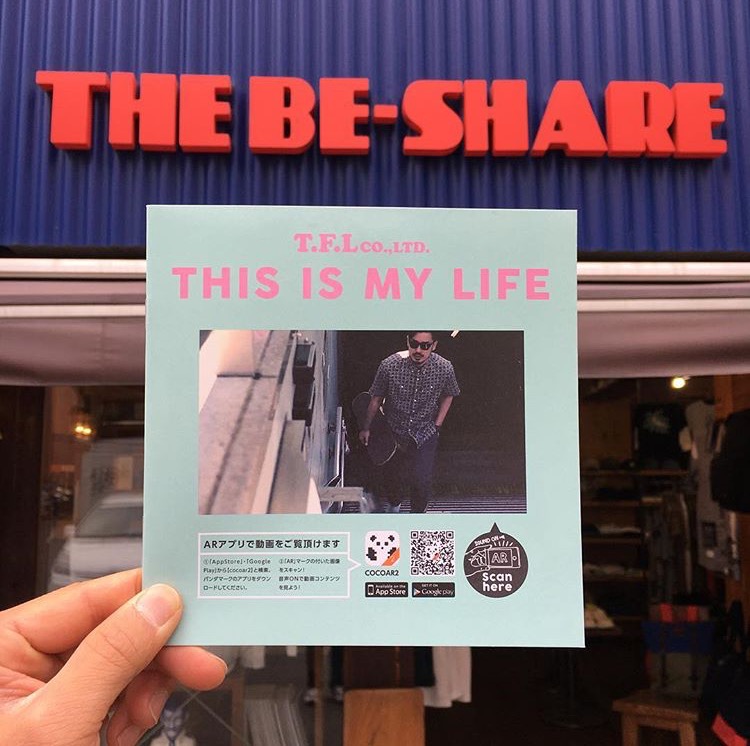 THE BE-SHARE
T.F.L CO.,LTD.
THIS IS MY LIFE
ARアプリで動画をご覧頂けます
①「AppStore」・「Google
Play」から「cocoar2」と検索。
パンダマークのアプリをダウン
ロードしてください。
②「AR」マークの付いた画像
をスキャン！
音声ONで動画コンテンツ
を見よう！
COCOAR2
Available on the
App Store
GET IT ON
Google play
SOUND ON
AR
Scan
here